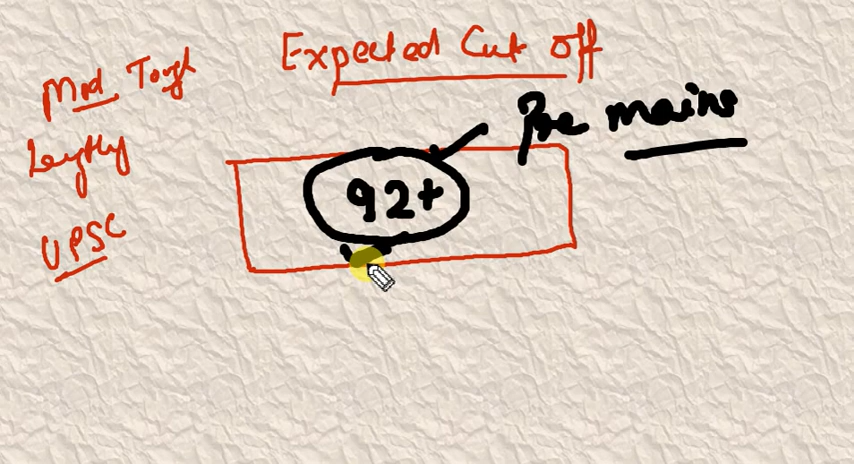 Expected Cut off
Mod Tough
Lengthy
UPSC
Pre mains
92+